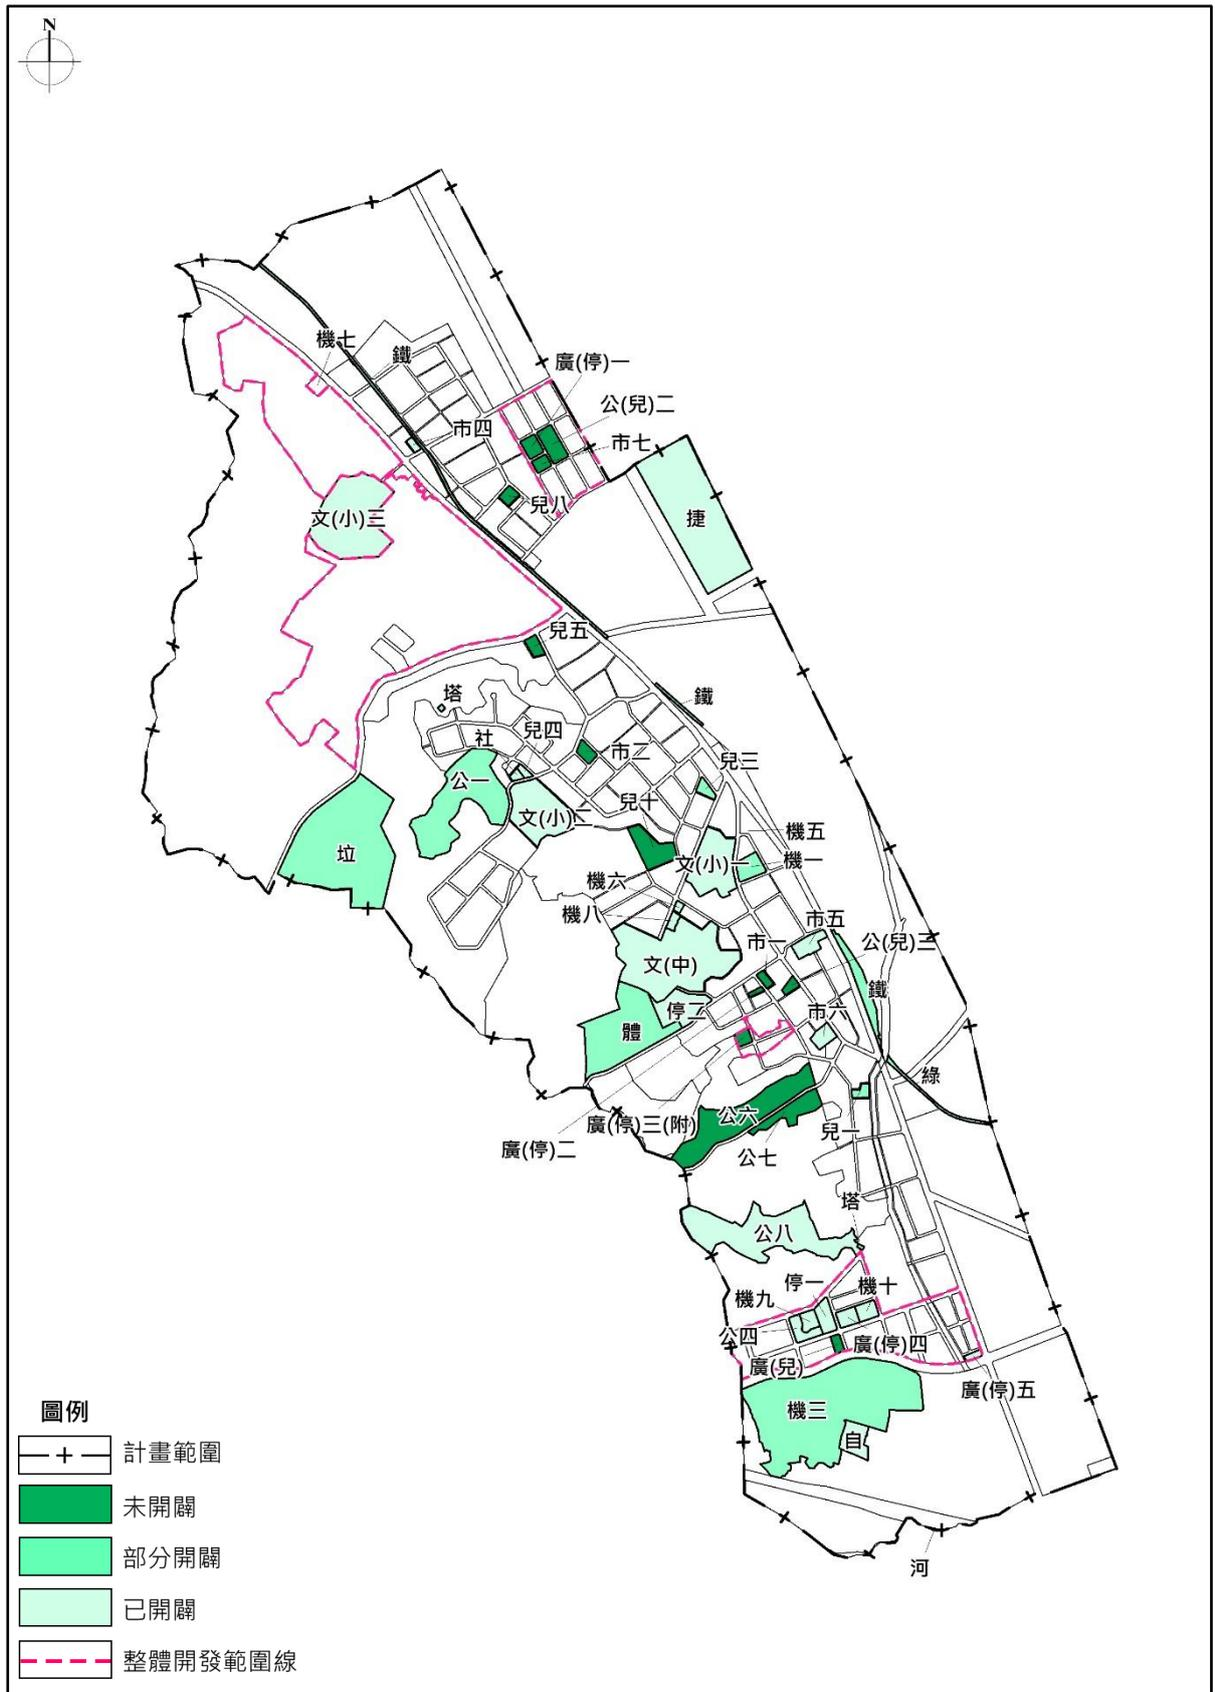 N
機七
鐵
廣(停)一
公(兒)二
市四
市七
兒八
文(小)三
捷
兒五
塔
鐵
兒四
社
市二
兒三
公一
兒十
文(小)二
機五
垃
文(小)一
機一
機六
機八
市五
市一
公(兒)三
文(中)
鐵
停二
市六
體
綠
公六
廣(停)三(附)
兒一
廣(停)二
公七
塔
公八
停一
機十
機九
公四
廣(停)四
廣(兒)
廣(停)五
機三
自
河
圖例
計畫範圍
未開闢
部分開闢
已開闢
整體開發範圍線